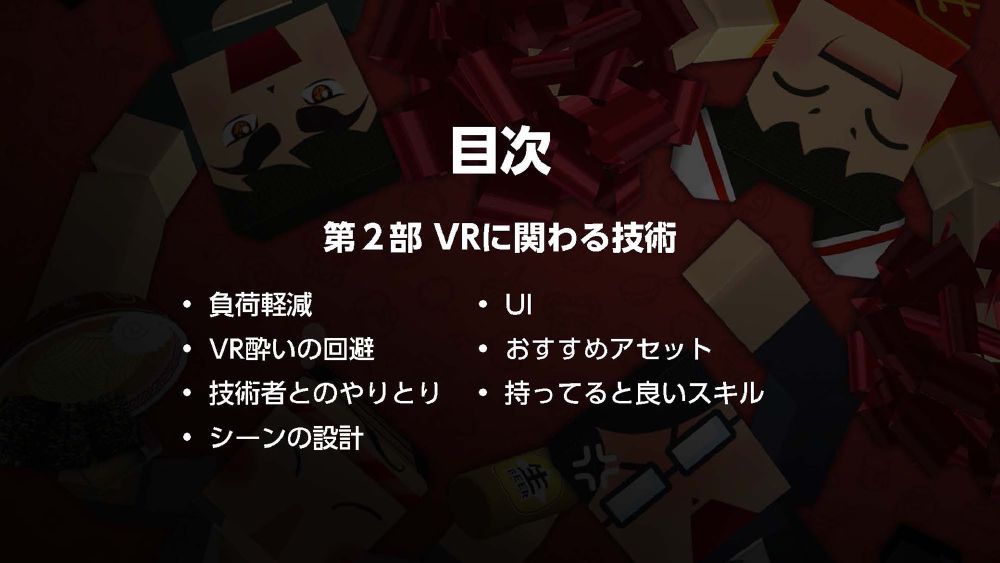 目次
第２部 VRに関わる技術
• 負荷軽減
• VR酔いの回避
• 技術者とのやりとり
• シーンの設計
• UI
• おすすめアセット
• 持ってると良いスキル
生
BEER